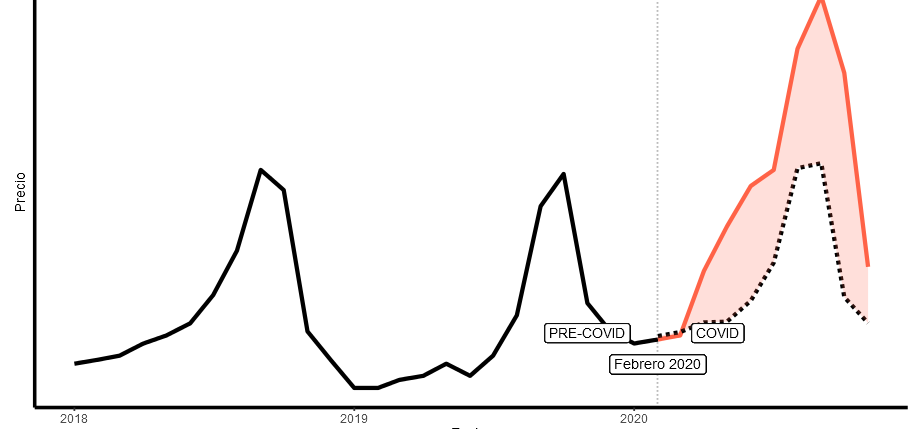 Precio
PRE-COVID
COVID
Febrero 2020
2018
2019
2020